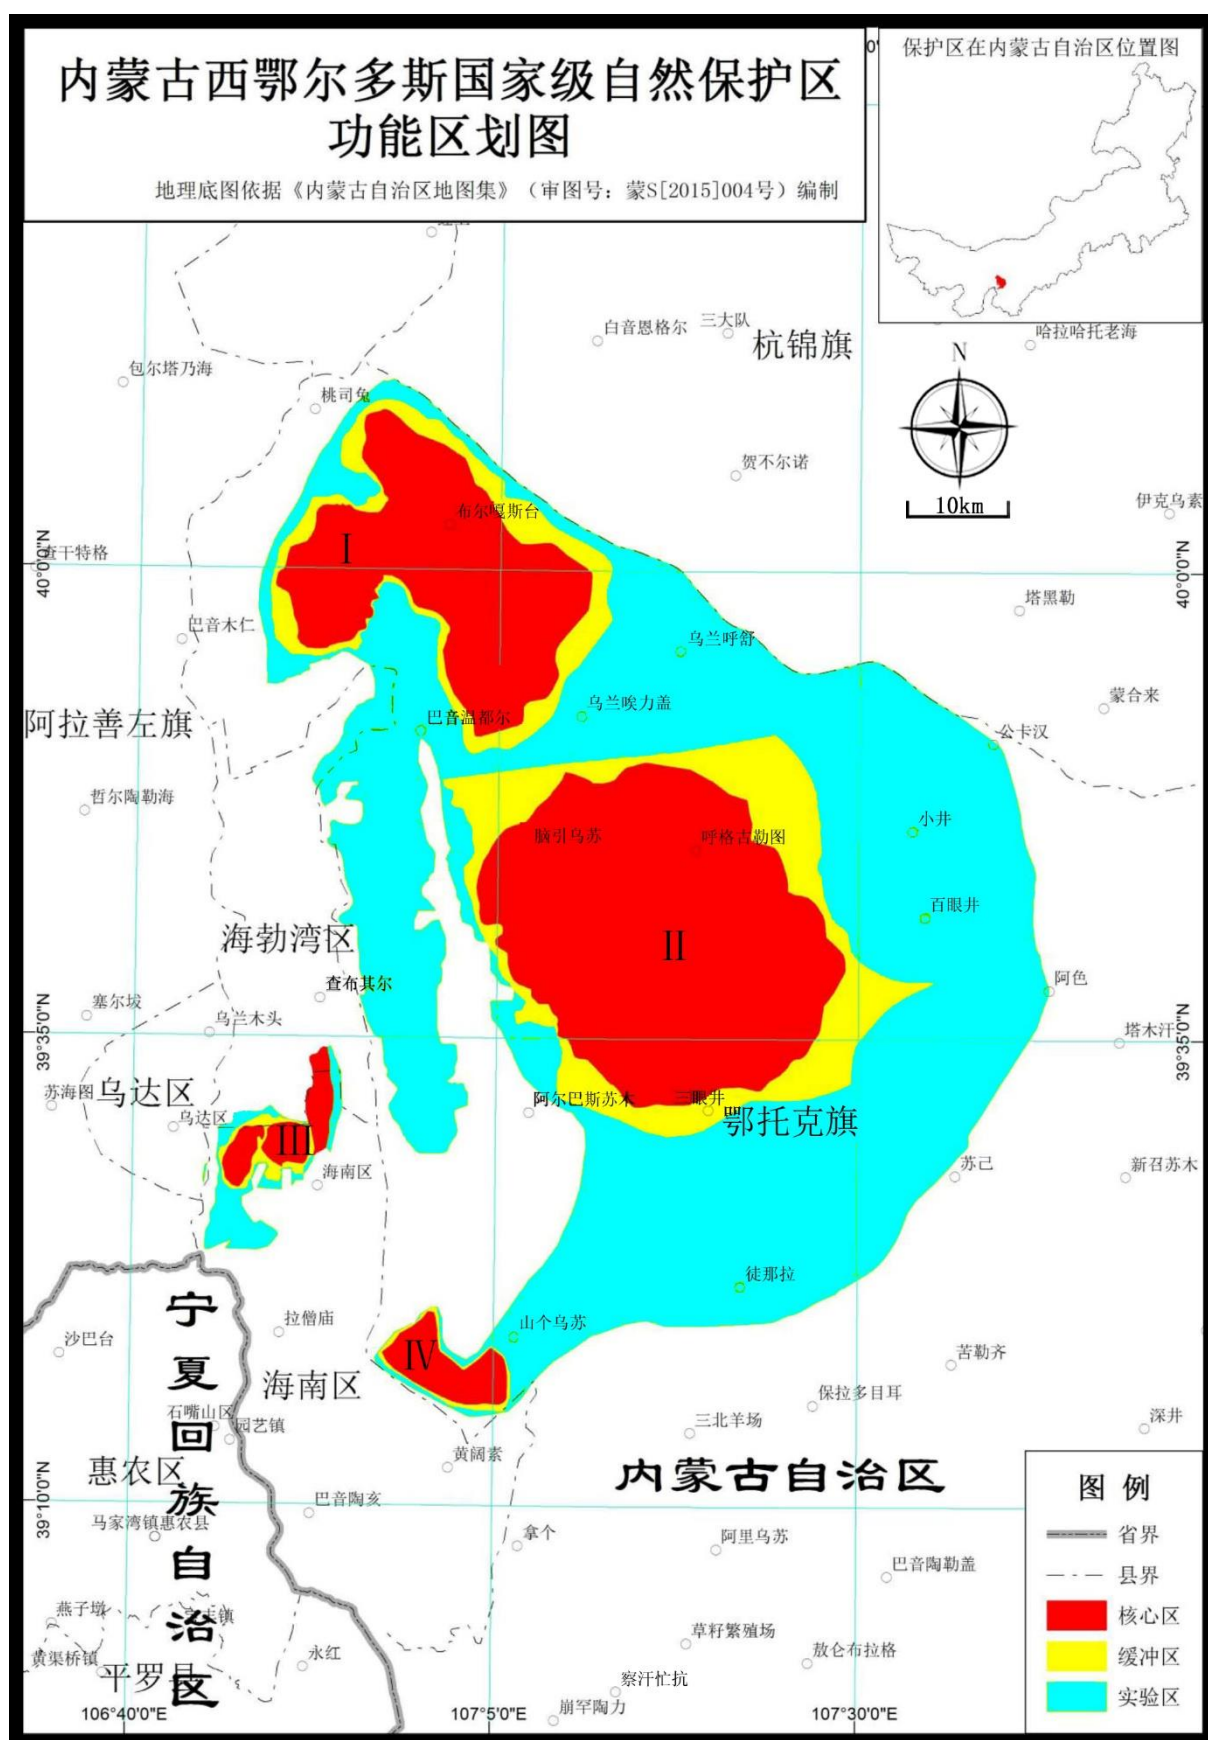 内蒙古西鄂尔多斯国家级自然保护区
功能区划图
地理底图依据《内蒙古自治区地图集》（审图号：蒙S[2015]004号）编制
保护区在内蒙古自治区位置图
白音恩格尔
三大队
杭锦旗
哈拉哈托老海
N
包尔塔乃海
桃司兔
贺不尔诺
10km
伊克乌素
布尔嘎斯台
I
查干特格
40°0'0"N
40°0'0"N
塔黑勒
巴音木仁
乌兰呼舒
阿拉善左旗
巴音温都尔
乌兰唉力盖
蒙合来
公卡汉
哲尔陶勒海
脑引乌苏
呼格吉勒图
小井
百眼井
海勃湾区
II
查布其尔
阿色
塞尔坺
乌兰木头
39°35'0"N
39°35'0"N
塔木汗
苏海图
乌达区
乌达区
阿尔巴斯苏木
三眼井
鄂托克旗
III
海南区
苏己
新召苏木
徒那拉
宁夏回族自治区
拉僧庙
山个乌苏
沙巴台
IV
苦勒齐
海南区
保拉多目耳
石嘴山区
园艺镇
三北羊场
深井
黄阔素
惠农区
内蒙古自治区
39°10'0"N
巴音陶亥
马家湾镇惠农县
拿个
阿里乌苏
巴音陶勒盖
燕子墩
草籽繁殖场
敖仑布拉格
黄渠桥镇
平罗县
永红
察汗忙抗
崩罕陶力
106°40'0"E
107°5'0"E
107°30'0"E
图 例
省界
县界
核心区
缓冲区
实验区